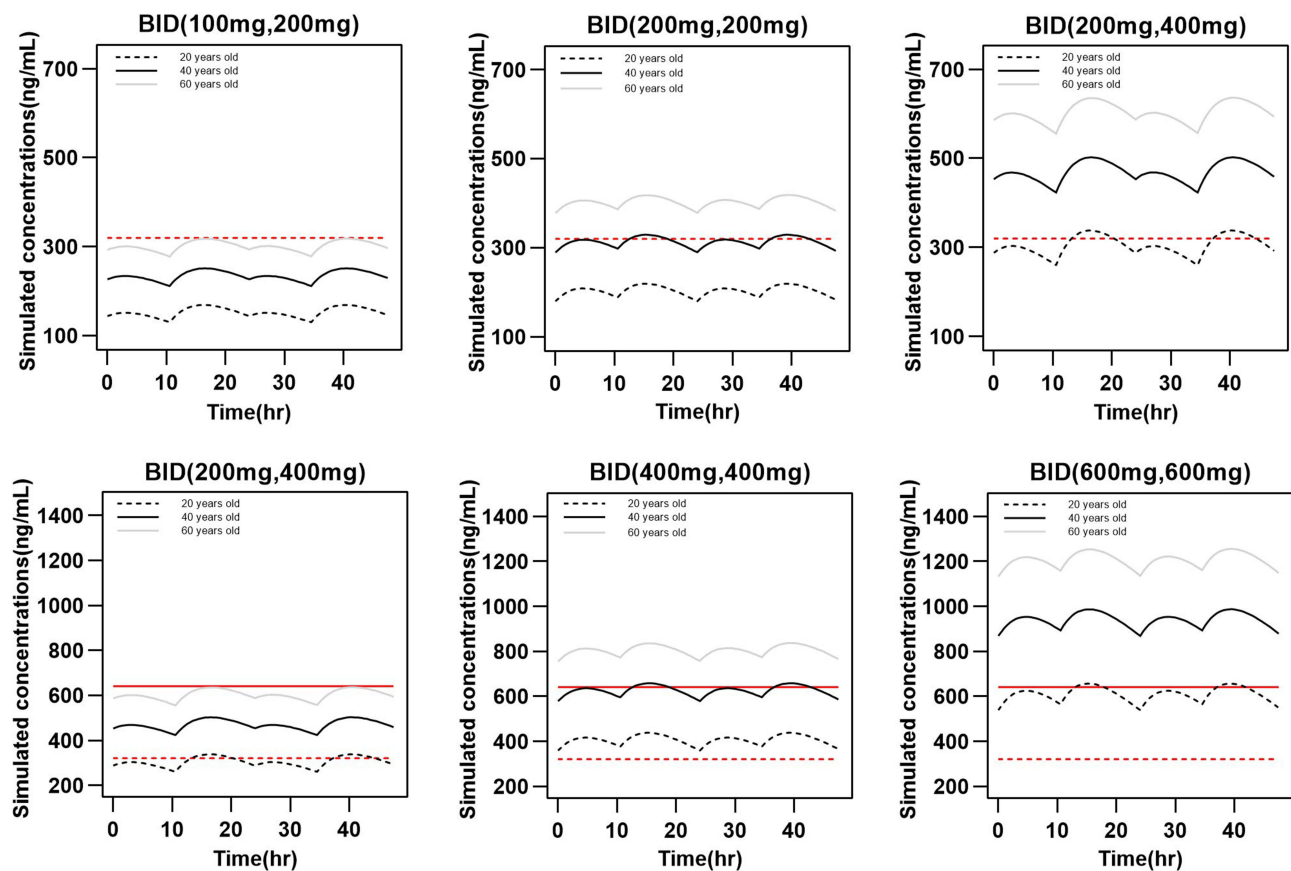 BID(100mg,200mg)
Simulated concentrations(ng/mL)
700
500
300
100
20 years old
40 years old
60 years old
0 10 20 30 40
Time(hr)
BID(200mg,200mg)
Simulated concentrations(ng/mL)
700
500
300
100
20 years old
40 years old
60 years old
0 10 20 30 40
Time(hr)
BID(200mg,400mg)
Simulated concentrations(ng/mL)
700
500
300
100
20 years old
40 years old
60 years old
0 10 20 30 40
Time(hr)
BID(200mg,400mg)
Simulated concentrations(ng/mL)
1400
1200
1000
800
600
400
200
20 years old
40 years old
60 years old
0 10 20 30 40
Time(hr)
BID(400mg,400mg)
Simulated concentrations(ng/mL)
1400
1200
1000
800
600
400
200
20 years old
40 years old
60 years old
0 10 20 30 40
Time(hr)
BID(600mg,600mg)
Simulated concentrations(ng/mL)
1400
1200
1000
800
600
400
200
20 years old
40 years old
60 years old
0 10 20 30 40
Time(hr)